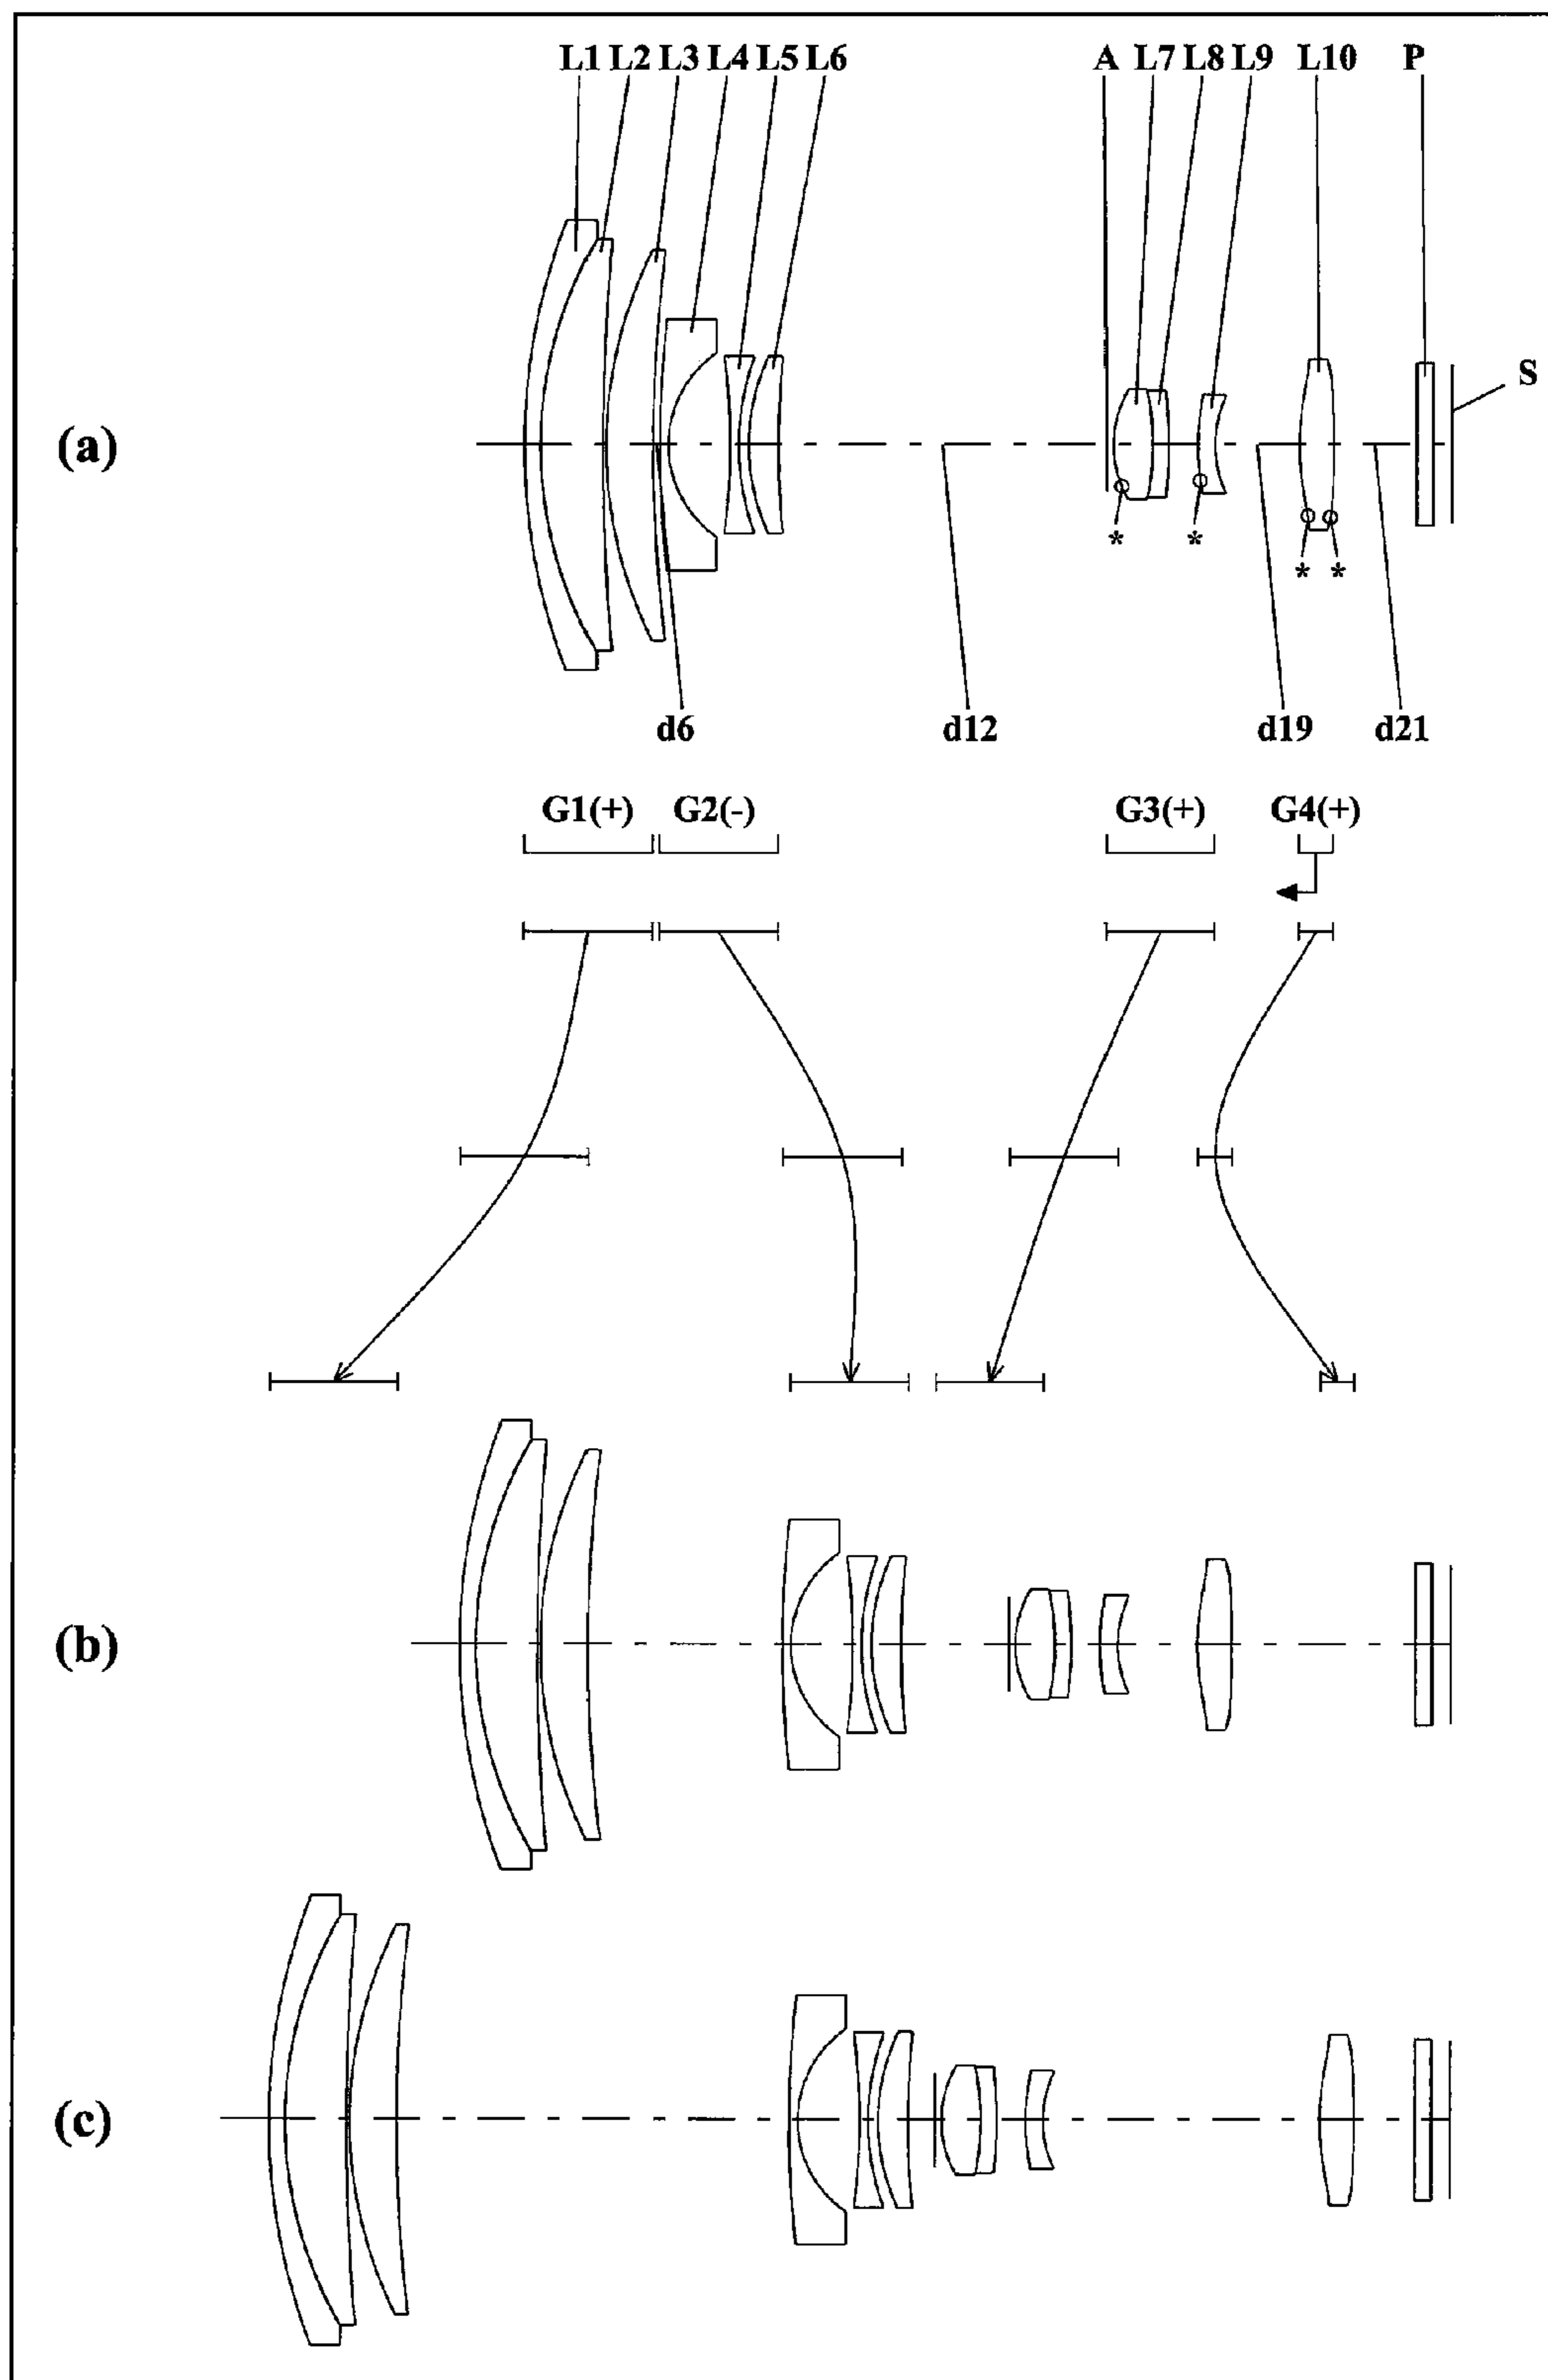 L1 L2 L3 L4 L5 L6 A L7 L8 L9 L10 P
S
(a)
* *
* *
d6 d12 d19 d21
G1(+) G2(-) G3(+) G4(+)
(b)
(c)